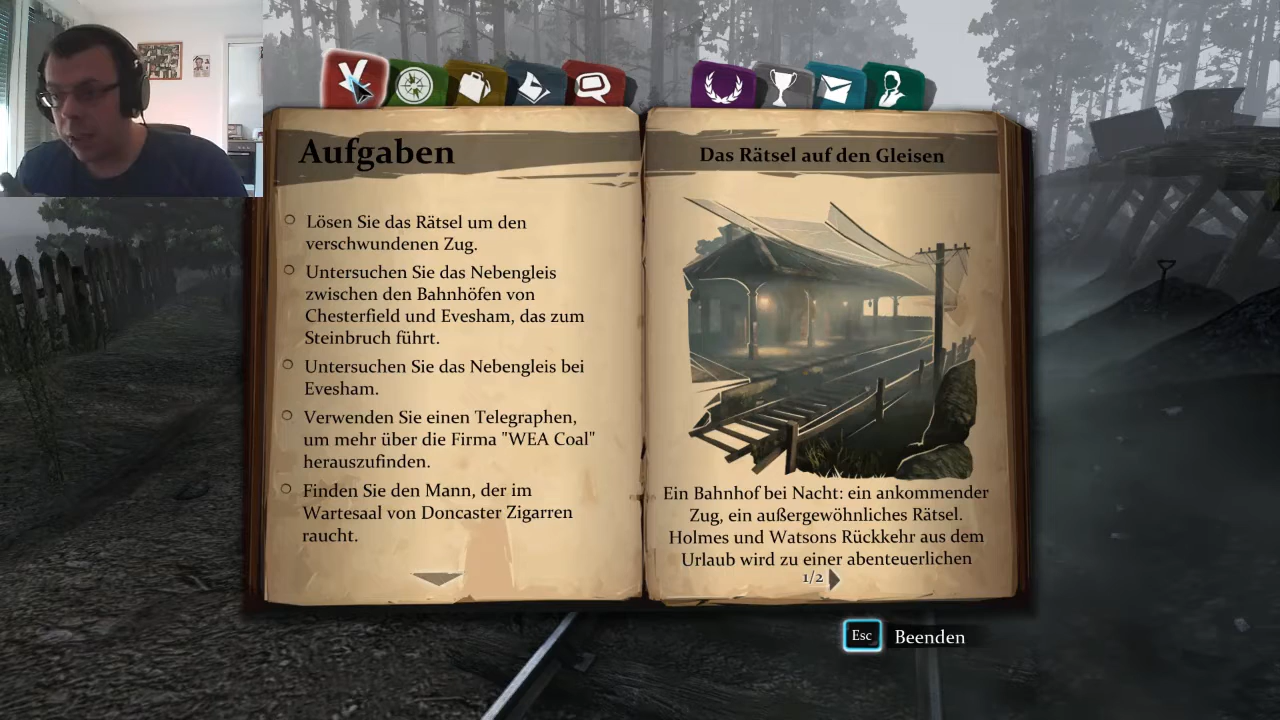 Aufgaben
Lösen Sie das Rätsel um den
verschwundenen Zug.
Untersuchen Sie das Nebengleis
zwischen den Bahnhöfen von
Chesterfield und Evesham, das zum
Steinbruch führt.
Untersuchen Sie das Nebengleis bei
Evesham.
Verwenden Sie einen Telegraphen,
um mehr über die Firma "WEA Coal"
herauszufinden.
Finden Sie den Mann, der im
Wartesaal von Doncaster Zigarren
raucht.
Das Rätsel auf den Gleisen
Ein Bahnhof bei Nacht: ein ankommender
Zug, ein außergewöhnliches Rätsel.
Holmes und Watsons Rückkehr aus dem
Urlaub wird zu einer abenteuerlichen
1/2
Esc Beenden